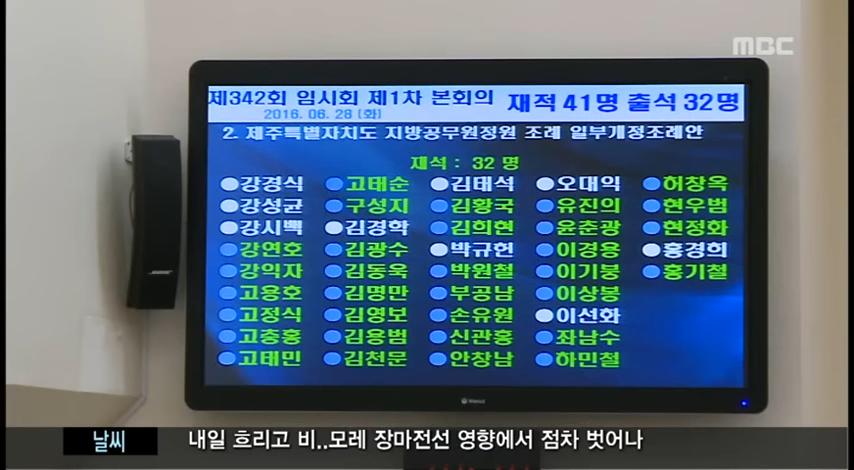 MBC
제342회 임시회 제1차 본회의 재적 41명 출석 32명
2016. 06. 28 (화)
2. 제주특별자치도 지방공무원정원 조례 일부개정조례안
재석 : 32 명
강경식 고태순 김태석 오대익 허창옥
강성균 구성지 김황국 유진의 현우범
강시백 김경학 김희현 윤춘광 현정화
강연호 김광수 박규헌 이경용 홍경희
강익자 김동욱 박원철 이기붕 홍기철
고용호 김명만 부공남 이상봉
고정식 김영보 손유원 이선화
고충홍 김용범 신관홍 좌남수
고태민 김천문 안창남 하민철
BOSE
날씨 내일 흐리고 비..모레 장마전선 영향에서 점차 벗어나